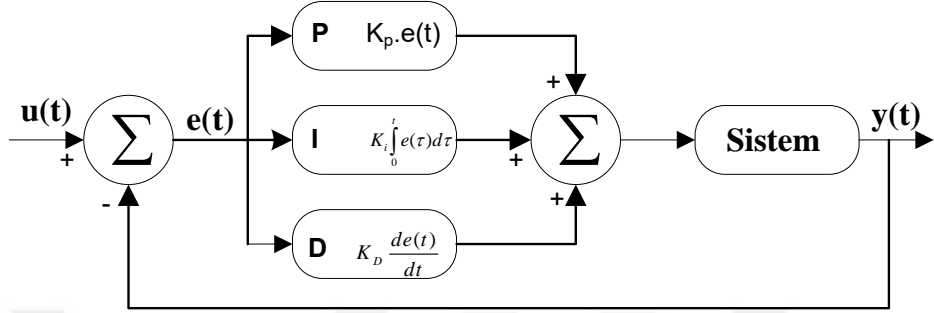 u(t)
+
-
∑
e(t)
P K_p.e(t)
I K_i ∫_0^t e(τ)dτ
D K_D de(t)/dt
+
+
+
∑
Sistem
y(t)